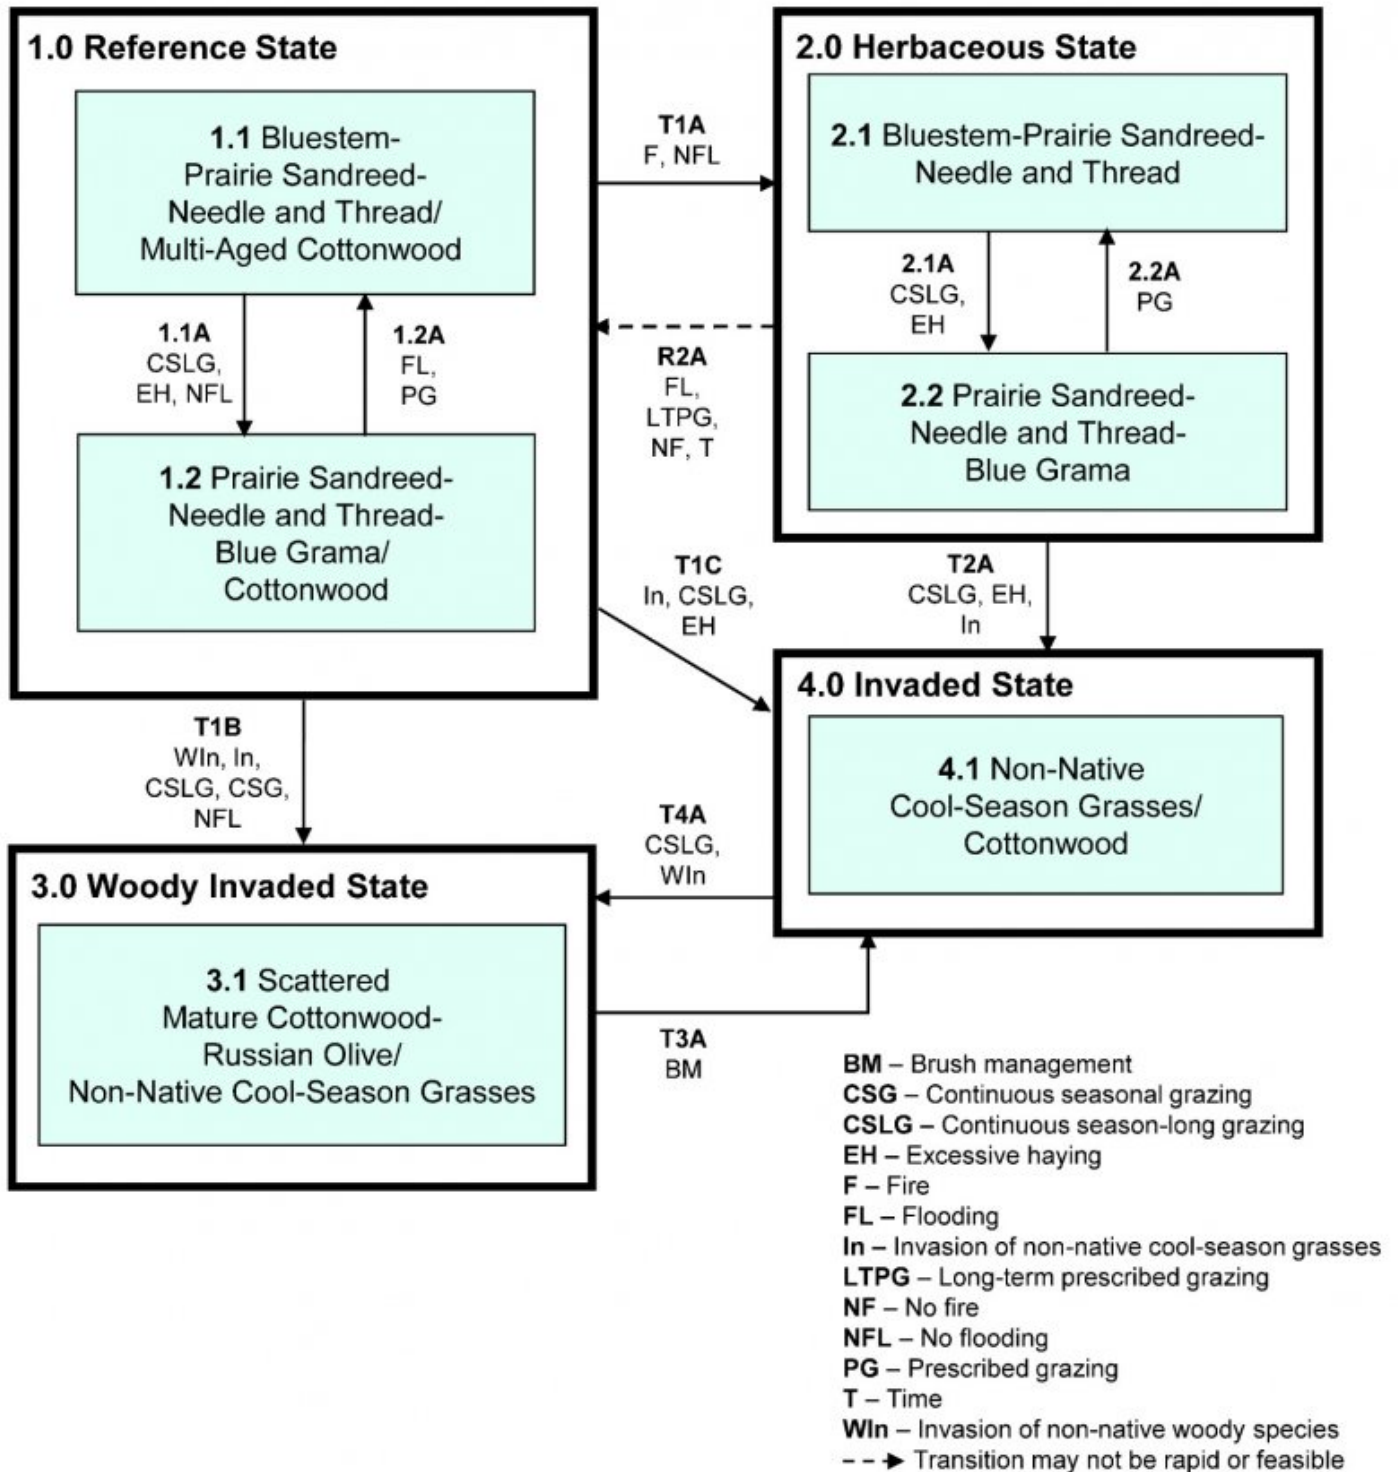 1.0 Reference State
1.1 Bluestem-
Prairie Sandreed-
Needle and Thread/
Multi-Aged Cottonwood
1.1A
CSLG,
EH, NFL
1.2A
FL,
PG
1.2 Prairie Sandreed-
Needle and Thread-
Blue Grama/
Cottonwood
T1A
F, NFL
R2A
FL,
LTPG,
NF, T
2.0 Herbaceous State
2.1 Bluestem-Prairie Sandreed-
Needle and Thread
2.1A
CSLG,
EH
2.2A
PG
2.2 Prairie Sandreed-
Needle and Thread-
Blue Grama
T1C
In, CSLG,
EH
T2A
CSLG, EH,
In
T1B
WIn, In,
CSLG, CSG,
NFL
4.0 Invaded State
4.1 Non-Native
Cool-Season Grasses/
Cottonwood
T4A
CSLG,
WIn
3.0 Woody Invaded State
3.1 Scattered
Mature Cottonwood-
Russian Olive/
Non-Native Cool-Season Grasses
T3A
BM
BM – Brush management
CSG – Continuous seasonal grazing
CSLG – Continuous season-long grazing
EH – Excessive haying
F – Fire
FL – Flooding
In – Invasion of non-native cool-season grasses
LTPG – Long-term prescribed grazing
NF – No fire
NFL – No flooding
PG – Prescribed grazing
T – Time
WIn – Invasion of non-native woody species
Transition may not be rapid or feasible